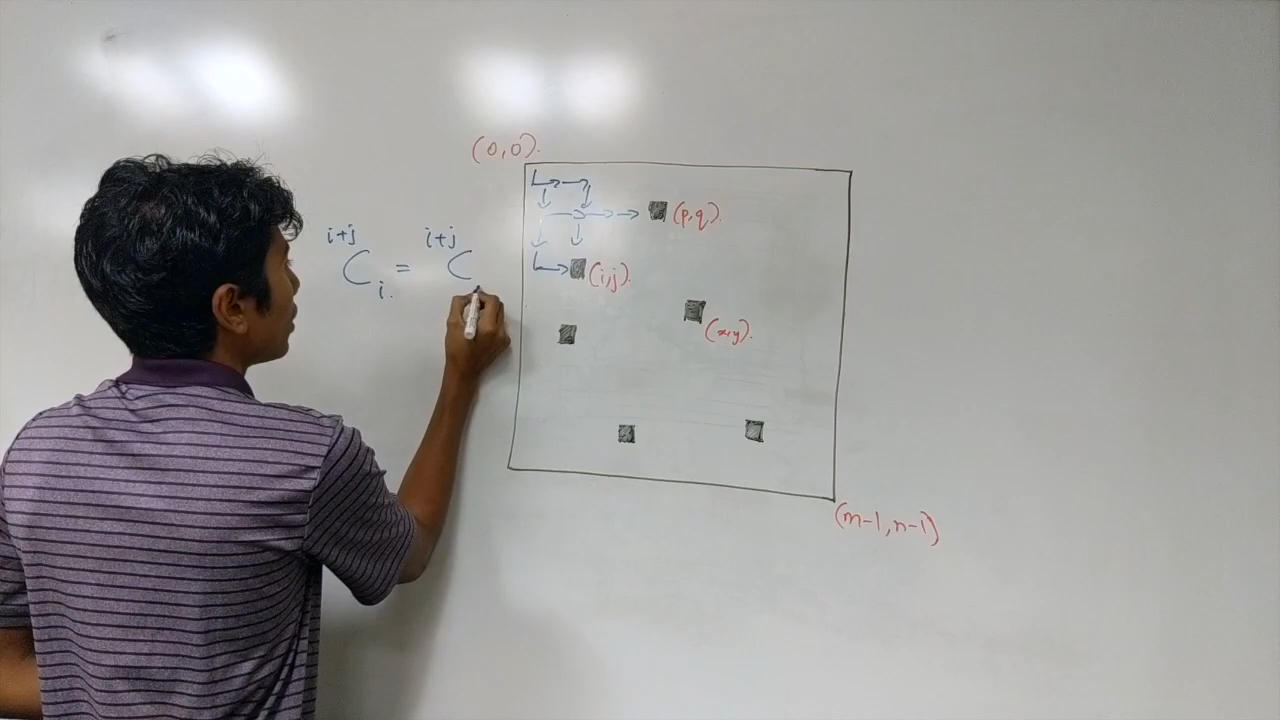 (0,0).
(p,q).
i+j C i. = i+j C
(i,j).
(x,y).
(m-1,n-1)